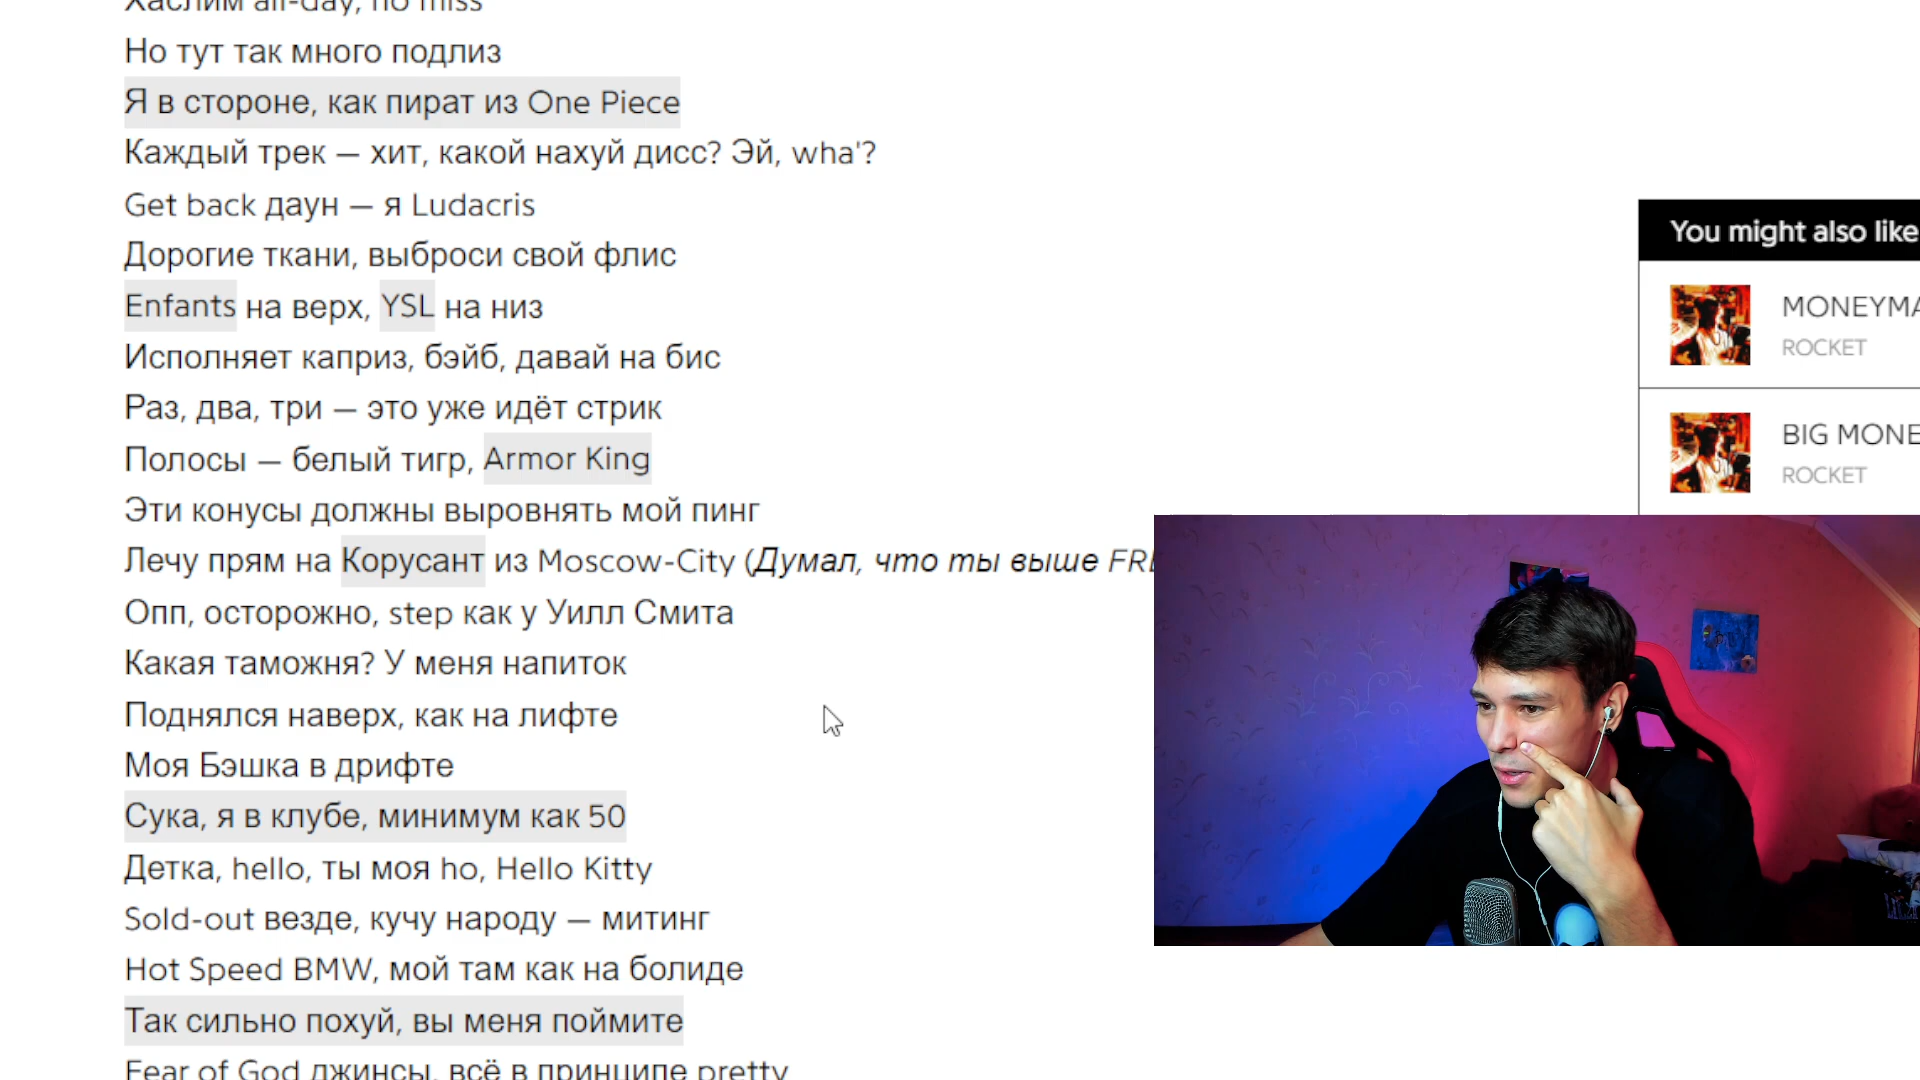 Хаслим all-day, no miss
Но тут так много подлиз
Я в стороне, как пират из One Piece
Каждый трек — хит, какой нахуй дисс? Эй, wha'?
Get back даун — я Ludacris
Дорогие ткани, выброси свой флис
Enfants на верх, YSL на низ
Исполняет каприз, бэйб, давай на бис
Раз, два, три — это уже идёт стрик
Полосы — белый тигр, Armor King
Эти конусы должны выровнять мой пинг
Лечу прям на Корусант из Moscow-City (Думал, что ты выше
Опп, осторожно, step как у Уилл Смита
Какая таможня? У меня напиток
Поднялся наверх, как на лифте
Моя Бэшка в дрифте
Сука, я в клубе, минимум как 50
Детка, hello, ты моя ho, Hello Kitty
Sold-out везде, кучу народу — митинг
Hot Speed BMW, мой там как на болиде
Так сильно похуй, вы меня поймите
Fear of God джинсы, всё в принципе pretty
You might also like
ROCKET
BIG
ROCKET